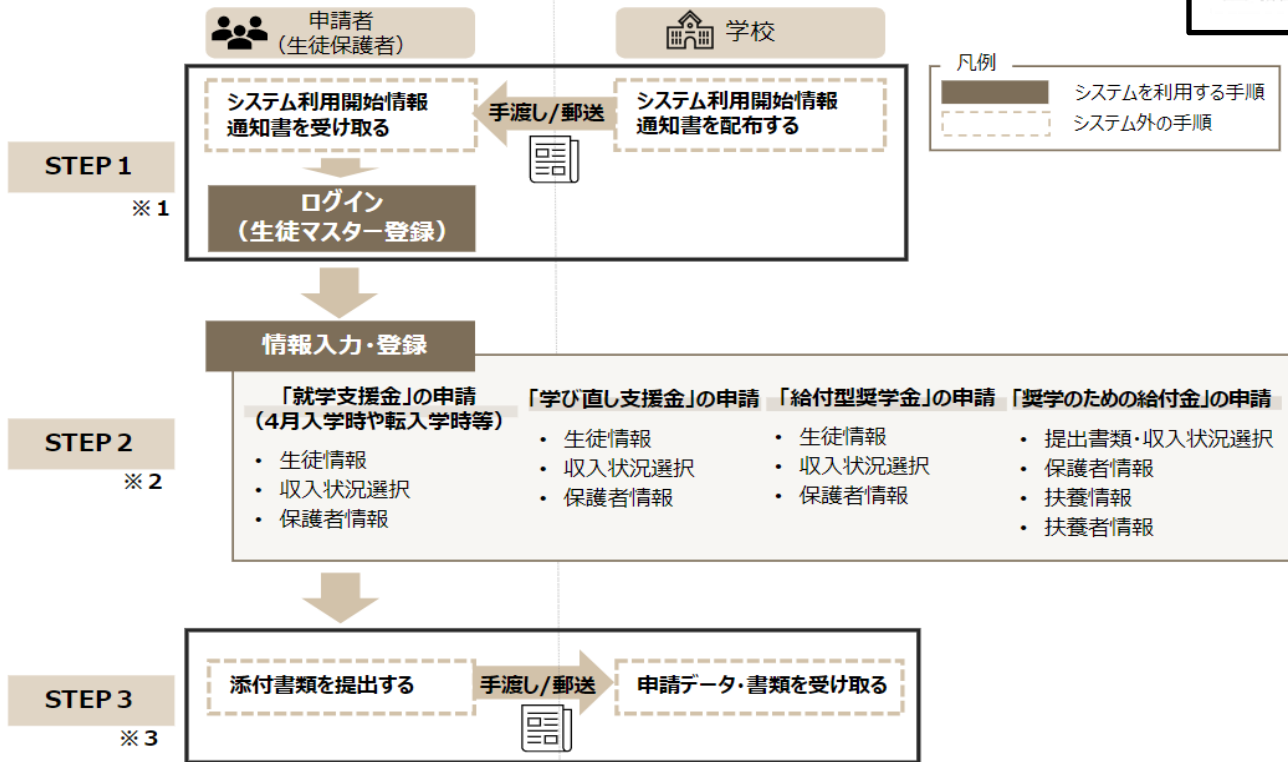 申請者
（生徒保護者）
学校
凡例
システムを利用する手順
システム外の手順
STEP 1
※1
システム利用開始情報
通知書を受け取る
手渡し/郵送
システム利用開始情報
通知書を配布する
ログイン
（生徒マスター登録）
STEP 2
※2
情報入力・登録
「就学支援金」の申請
（4月入学時や転入学時等）
・ 生徒情報
・ 収入状況選択
・ 保護者情報
「学び直し支援金」の申請
・ 生徒情報
・ 収入状況選択
・ 保護者情報
「給付型奨学金」の申請
・ 生徒情報
・ 収入状況選択
・ 保護者情報
「奨学のための給付金」の申請
・ 提出書類・収入状況選択
・ 保護者情報
・ 扶養情報
・ 扶養者情報
STEP 3
※3
添付書類を提出する
手渡し/郵送
申請データ・書類を受け取る